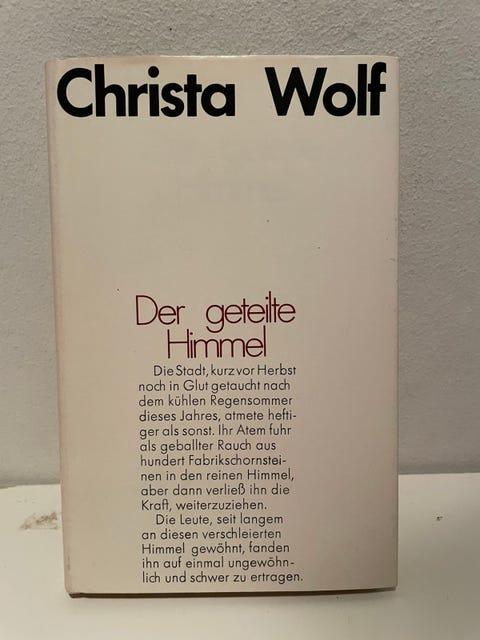 Christa Wolf
Der geteilte
Himmel
Die Stadt, kurz vor Herbst
noch in Glut getaucht nach
dem kühlen Regensommer
dieses Jahres, atmete hefti-
ger als sonst. Ihr Atem fuhr
als geballter Rauch aus
hundert Fabrikschornstei-
nen in den reinen Himmel,
aber dann verließ ihn die
Kraft, weiterzuziehen.
Die Leute, seit langem
an diesen verschleierten
Himmel gewöhnt, fanden
ihn auf einmal ungewöhn-
lich und schwer zu ertragen.